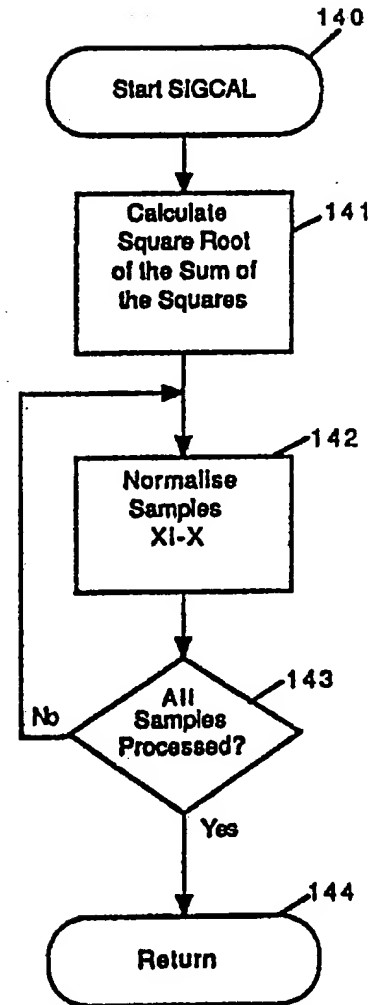 140
Start SIGCAL
Calculate
Square Root
of the Sum of
the Squares
141
142
Normalise
Samples
XI-X
143
All
Samples
Processed?
No
Yes
144
Return